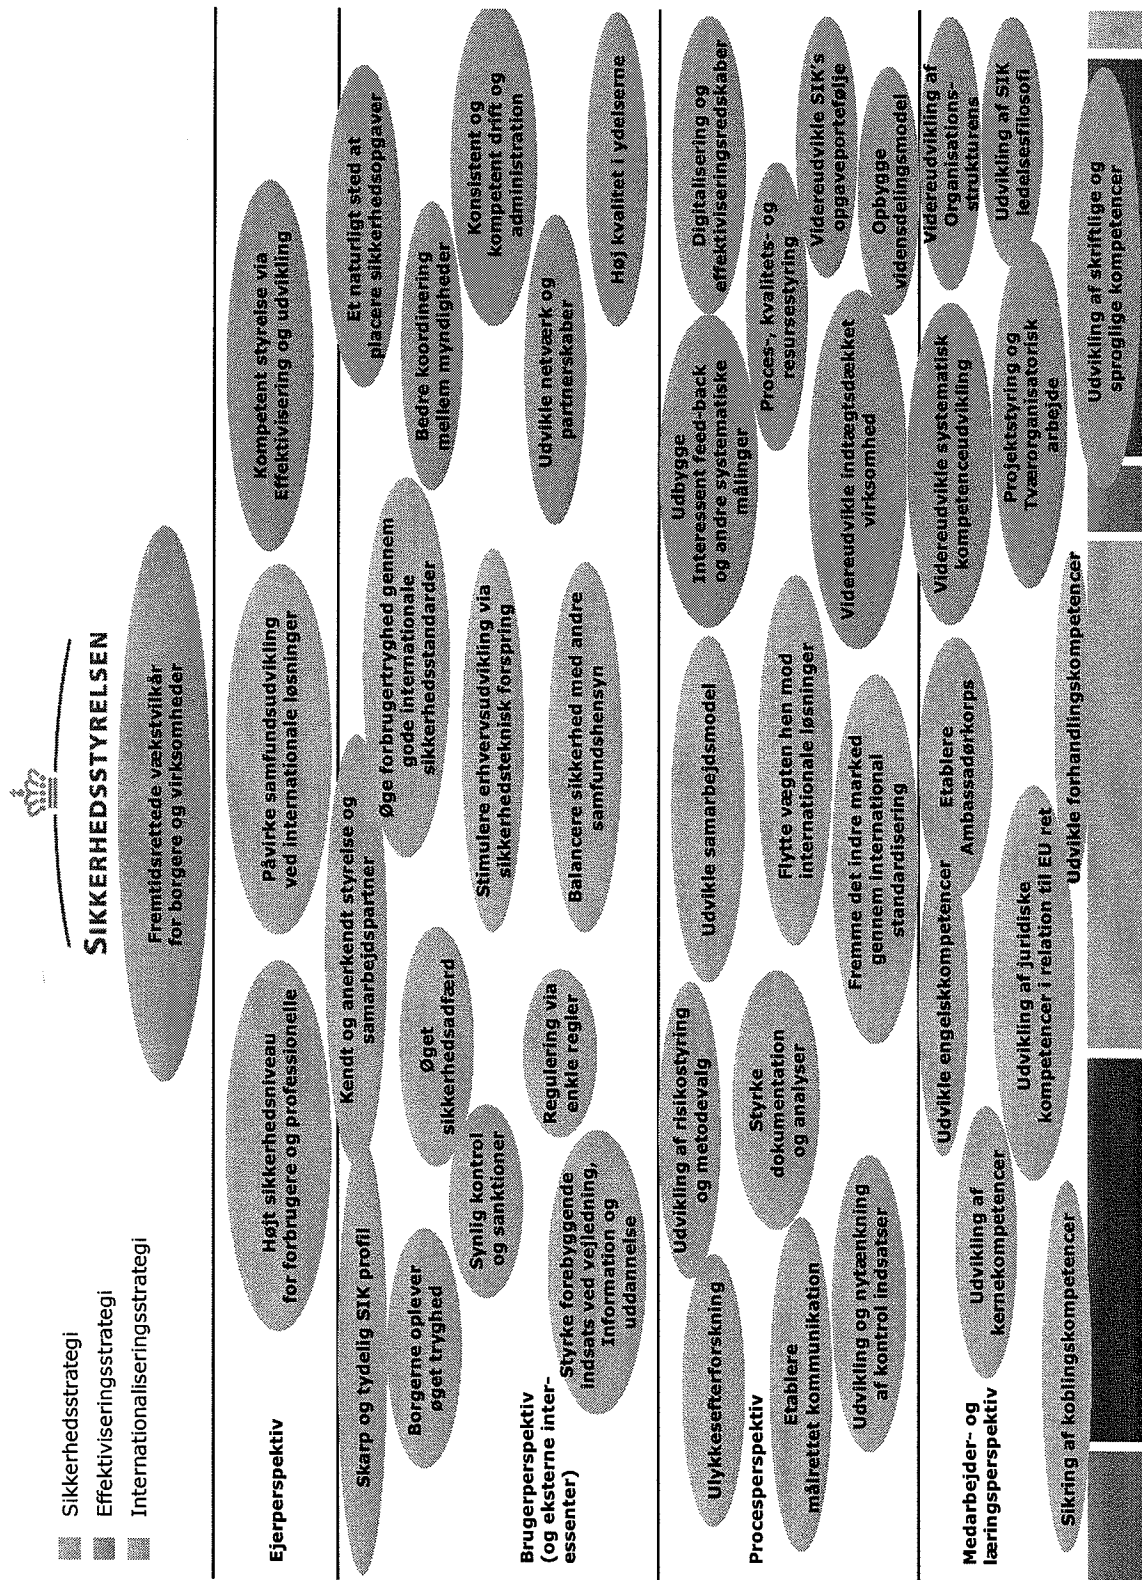 Sikkerhedsstrategi
Effektiviseringsstrategi
Internationaliseringsstrategi
SIKKERHEDSSTYRELSEN
Fremtidsrettede vækstvilkår
for borgere og virksomheder
Ejerperspektiv
Højt sikkerhedsniveau
for forbrugere og professionelle
Påvirke samfundsudvikling
ved internationale løsninger
Kompetent styrelse via
Effektivisering og udvikling
Brugerperspektiv
(og eksterne inter-
essenter)
Skarp og tydelig SIK profil
Kendt og anerkendt styrelse og
samarbejdspartner
Et naturligt sted at
placere sikkerhedsopgaver
Borgerne oplever
øget tryghed
Øget
sikkerhedsadfærd
Øge forbrugertryghed gennem
gode internationale
sikkerhedsstandarder
Bedre koordinering
mellem myndigheder
Synlig kontrol
og sanktioner
Stimulere erhvervsudvikling via
sikkerhedsteknisk forspring
Konsistent og
kompetent drift og
administration
Styrke forebyggende
indsats ved vejledning,
Information og
uddannelse
Regulering via
enkle regler
Balancere sikkerhed med andre
samfundshensyn
Udvikle netværk og
partnerskaber
Høj kvalitet i ydelserne
Procesperspektiv
Ulykkesefterforskning
Udvikling af risikostyring
og metodevalg
Udvikle samarbejdsmodel
Udbygge
Interessent feed-back
og andre systematiske
målinger
Digitalisering og
effektiviseringsredskaber
Etablere
målrettet kommunikation
Styrke
dokumentation
og analyser
Flytte vægten hen mod
internationale løsninger
Proces-, kvalitets- og
resursestyring
Videreudvikle SIK's
opgaveportefølje
Udvikling og nytænkning
af kontrol indsatser
Fremme det indre marked
gennem international
standardisering
Videreudvikle indtægtsdækket
virksomhed
Opbygge
vidensdelingsmodel
Medarbejder- og
læringsperspektiv
Udvikling af
kernekompetencer
Udvikle engelskkompetencer
Etablere
Ambassadørkorps
Videreudvikle systematisk
kompetenceudvikling
Videreudvikling af
Organisations-
strukturens
Udvikling af juridiske
kompetencer i relation til EU ret
Projektstyring og
Tværorganisatorisk
arbejde
Udvikling af SIK
ledelsesfilosofi
Sikring af koblingskompetencer
Udvikle forhandlingskompetencer
Udvikling af skriftlige og
sproglige kompetencer